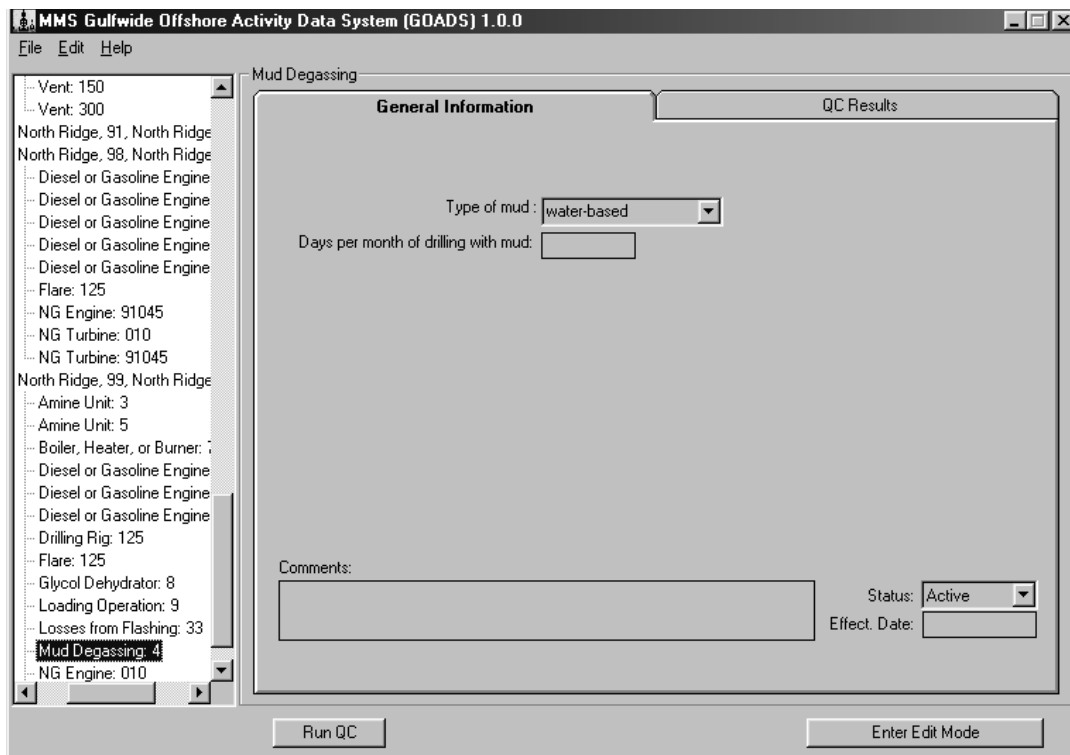 MMS Gulfwide Offshore Activity Data System (GOADS) 1.0.0
File Edit Help
Vent: 150
Vent: 300
North Ridge, 91, North Ridge
North Ridge, 98, North Ridge
Diesel or Gasoline Engine
Diesel or Gasoline Engine
Diesel or Gasoline Engine
Diesel or Gasoline Engine
Diesel or Gasoline Engine
Flare: 125
NG Engine: 91045
NG Turbine: 010
NG Turbine: 91045
North Ridge, 99, North Ridge
Amine Unit: 3
Amine Unit: 5
Boiler, Heater, or Burner:
Diesel or Gasoline Engine
Diesel or Gasoline Engine
Diesel or Gasoline Engine
Drilling Rig: 125
Flare: 125
Glycol Dehydrator: 8
Loading Operation: 9
Losses from Flashing: 33
Mud Degassing: 4
NG Engine: 010
Mud Degassing
General Information
QC Results
Type of mud : water-based
Days per month of drilling with mud:
Comments:
Status: Active
Effect. Date:
Run QC
Enter Edit Mode